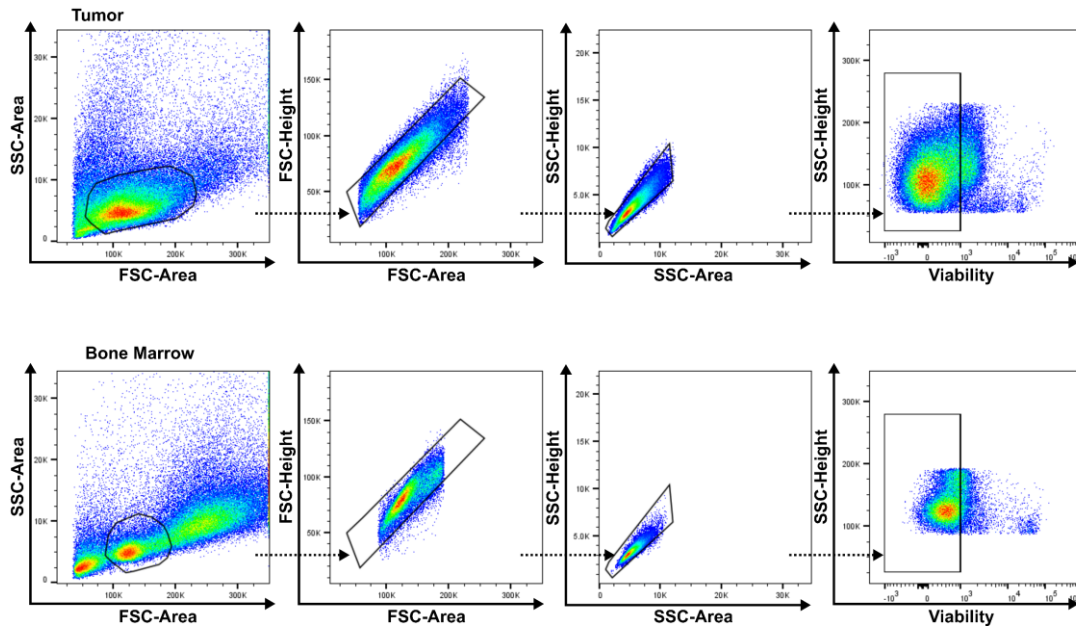 Tumor
SSC-Area
30K
20K
10K
0
100K
200K
300K
FSC-Area
FSC-Height
150K
100K
50K
100K
200K
300K
FSC-Area
SSC-Height
20K
15K
10K
5.0K
0
0
10K
20K
SSC-Area
SSC-Height
300K
200K
100K
-10³
10³
10⁴
10⁵
Viability
Bone Marrow
SSC-Area
30K
20K
10K
0
100K
200K
300K
FSC-Area
FSC-Height
150K
100K
50K
100K
200K
300K
FSC-Area
SSC-Height
20K
15K
10K
5.0K
0
0
10K
20K
SSC-Area
SSC-Height
300K
200K
100K
-10³
10³
10⁴
10⁵
Viability